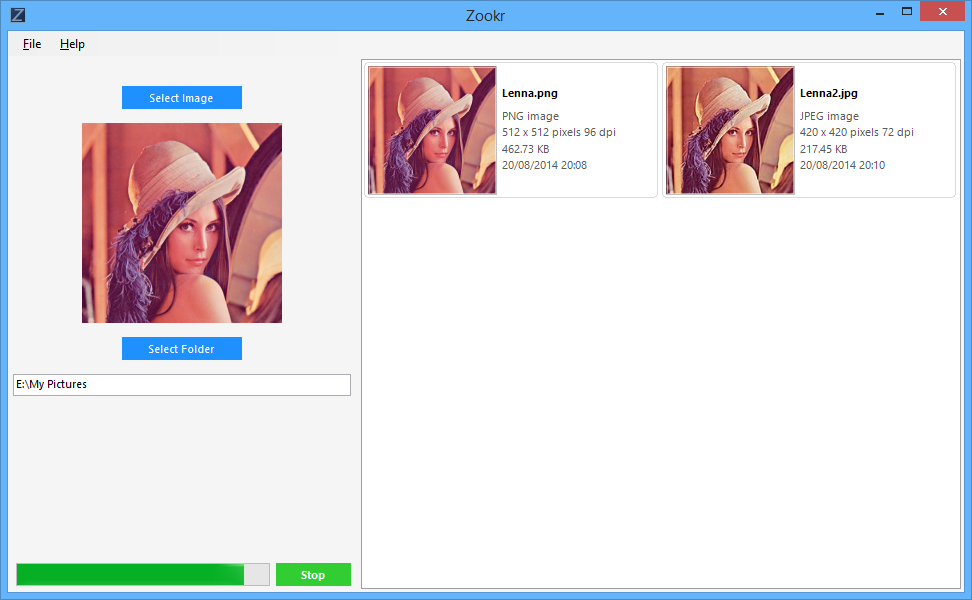 Zookr
File Help
Select Image
Select Folder
E:\My Pictures
Stop
Lenna.png
PNG image
512 x 512 pixels 96 dpi
462.73 KB
20/08/2014 20:08
Lenna2.jpg
JPEG image
420 x 420 pixels 72 dpi
217.45 KB
20/08/2014 20:10